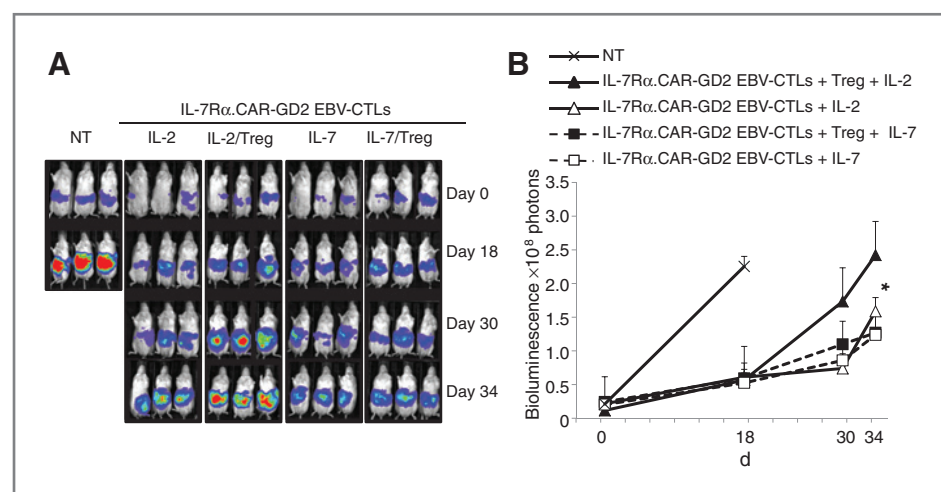 A
IL-7Rα.CAR-GD2 EBV-CTLs
NT IL-2 IL-2/Treg IL-7 IL-7/Treg
Day 0
Day 18
Day 30
Day 34
B
NT
IL-7Rα.CAR-GD2 EBV-CTLs + Treg + IL-2
IL-7Rα.CAR-GD2 EBV-CTLs + IL-2
IL-7Rα.CAR-GD2 EBV-CTLs + Treg + IL-7
IL-7Rα.CAR-GD2 EBV-CTLs + IL-7
Bioluminescence ×10⁸ photons
3.5
3.0
2.5
2.0
1.5
1.0
0.5
0
*
0 18 30 34
d